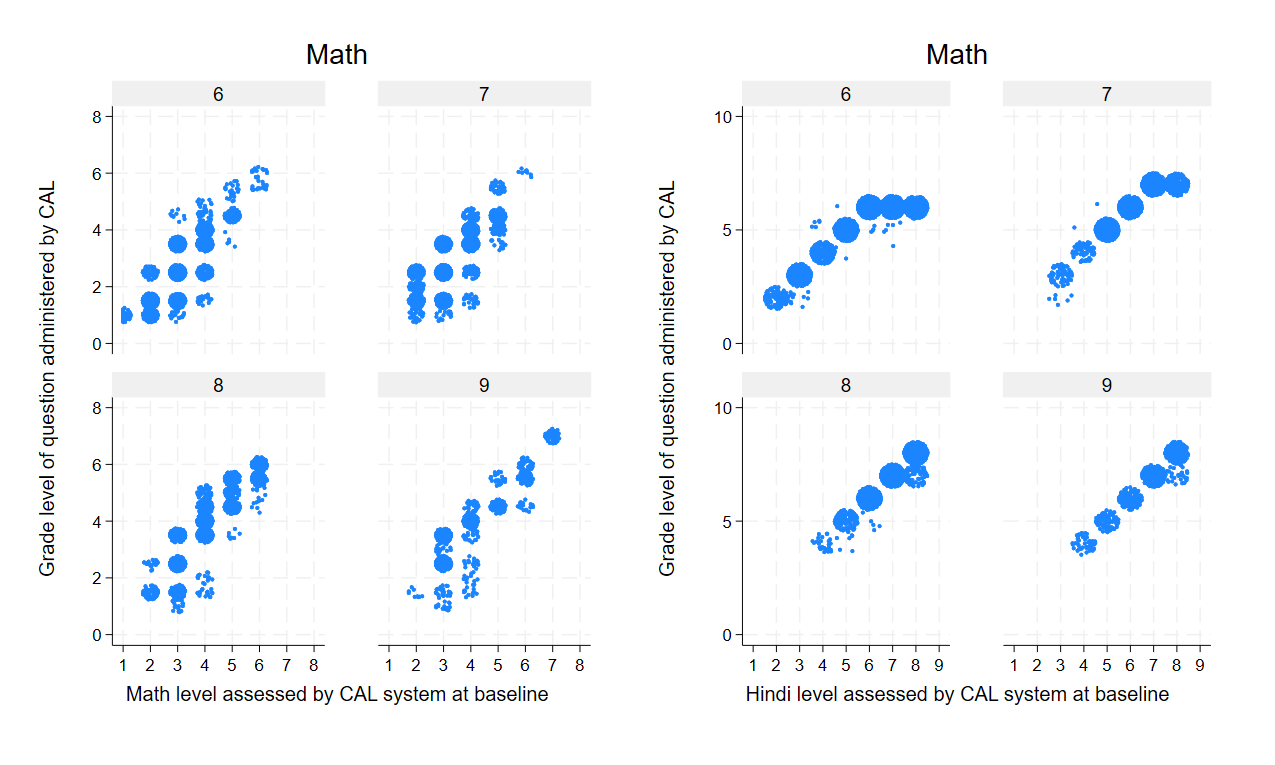 Math
6
7
8
6
4
2
0
8
9
8
6
4
2
0
1 2 3 4 5 6 7 8
1 2 3 4 5 6 7 8
Grade level of question administered by CAL
Math level assessed by CAL system at baseline
Math
6
7
10
5
0
8
9
10
5
0
1 2 3 4 5 6 7 8 9
1 2 3 4 5 6 7 8 9
Grade level of question administered by CAL
Hindi level assessed by CAL system at baseline